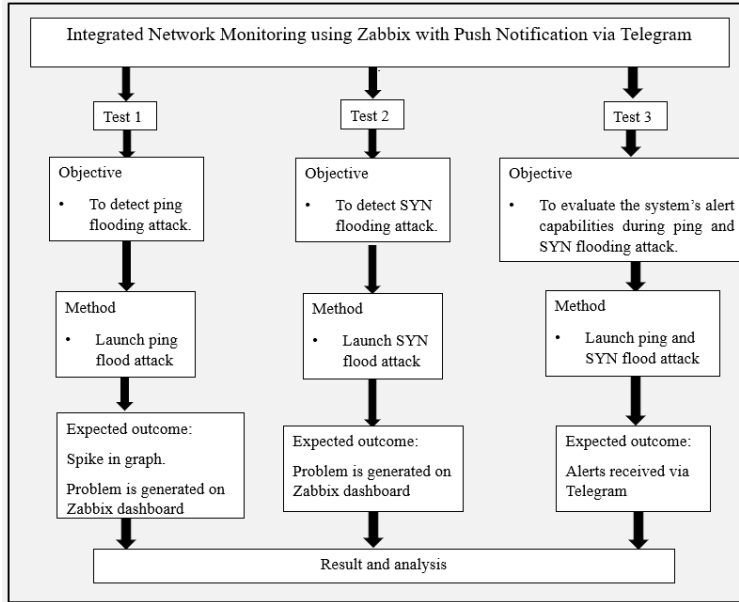 Integrated Network Monitoring using Zabbix with Push Notification via Telegram
Test 1
Test 2
Test 3
Objective
• To detect ping
flooding attack.
Objective
• To detect SYN
flooding attack.
Objective
• To evaluate the system’s alert
capabilities during ping and
SYN flooding attack.
Method
• Launch ping
flood attack
Method
• Launch SYN
flood attack
Method
• Launch ping and
SYN flood attack
Expected outcome:
Spike in graph.
Problem is generated on
Zabbix dashboard
Expected outcome:
Problem is generated on
Zabbix dashboard
Expected outcome:
Alerts received via
Telegram
Result and analysis